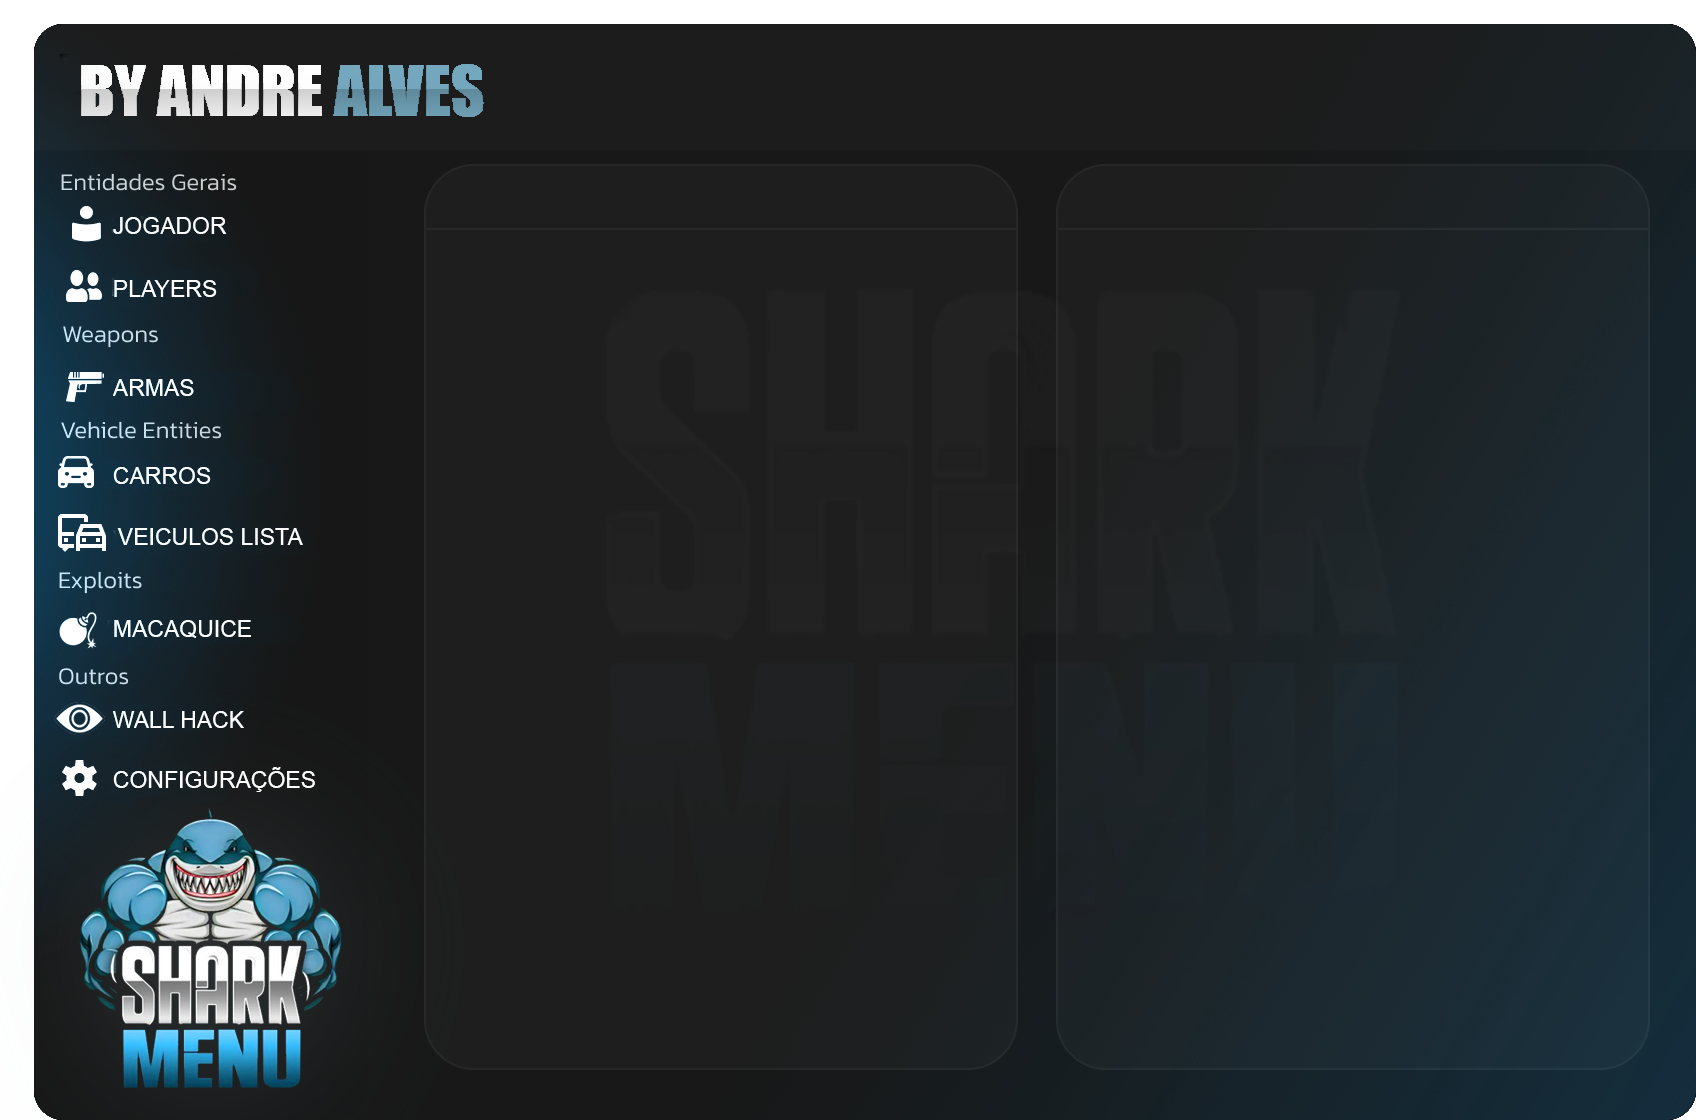 BY ANDRE ALVES
Entidades Gerais
JOGADOR
PLAYERS
Weapons
ARMAS
Vehicle Entities
CARROS
VEICULOS LISTA
Exploits
MACAQUICE
Outros
WALL HACK
CONFIGURAÇÕES
SHARK
MENU
SHARK
MENU